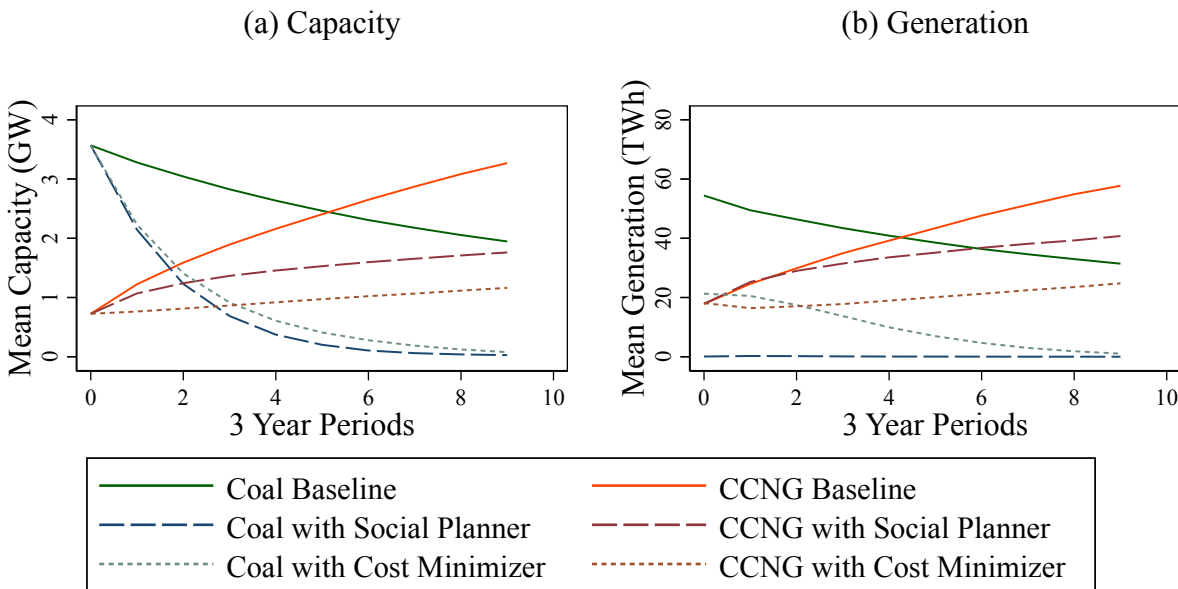 (a) Capacity
Mean Capacity (GW)
4
3
2
1
0
0 2 4 6 8 10
3 Year Periods
(b) Generation
Mean Generation (TWh)
80
60
40
20
0
0 2 4 6 8 10
3 Year Periods
Coal Baseline
CCNG Baseline
Coal with Social Planner
CCNG with Social Planner
Coal with Cost Minimizer
CCNG with Cost Minimizer